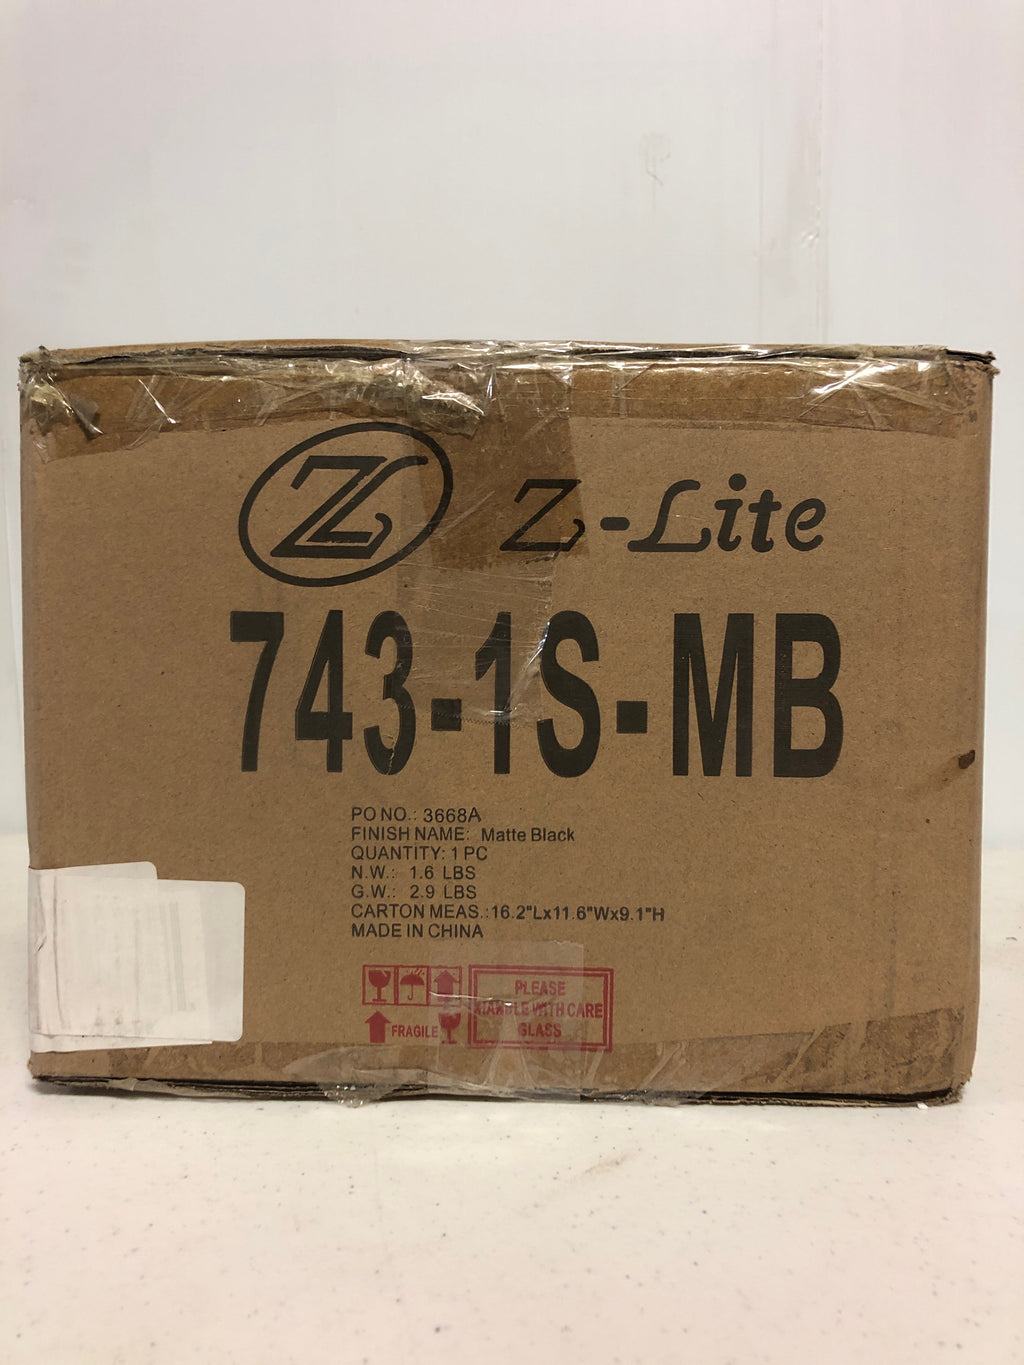 Z-Lite
743-1S-MB
PO NO.: 3668A
FINISH NAME: Matte Black
QUANTITY: 1 PC
N.W.: 1.6 LBS
G.W.: 2.9 LBS
CARTON MEAS.:16.2"Lx11.6"Wx9.1"H
MADE IN CHINA
PLEASE
HANDLE WITH CARE
GLASS
FRAGILE